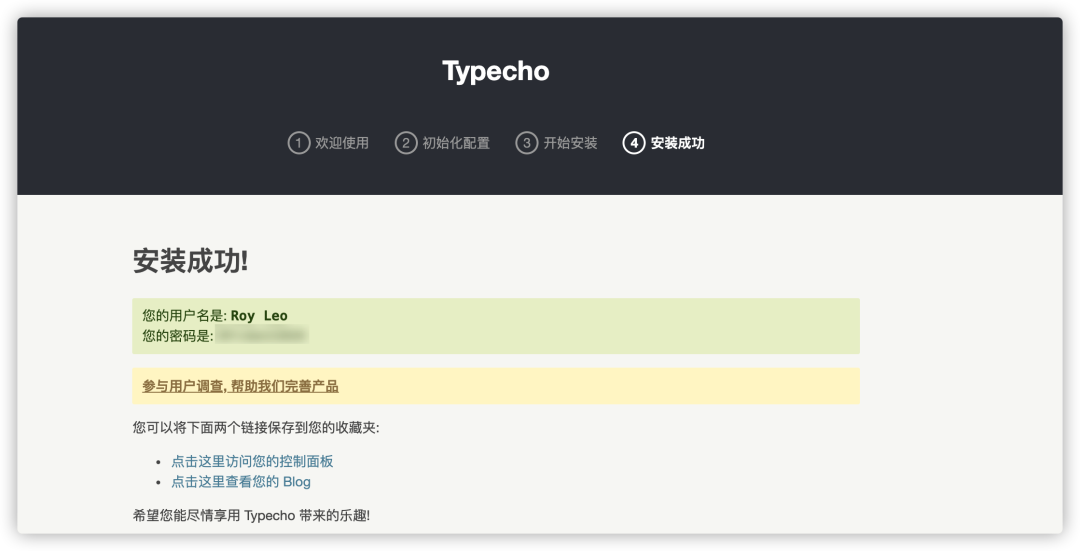 Typecho
1 欢迎使用 2 初始化配置 3 开始安装 4 安装成功
安装成功!
您的用户名是: Roy Leo
您的密码是:
参与用户调查, 帮助我们完善产品
您可以将下面两个链接保存到您的收藏夹:
• 点击这里访问您的控制面板
• 点击这里查看您的 Blog
希望您能尽情享用 Typecho 带来的乐趣!